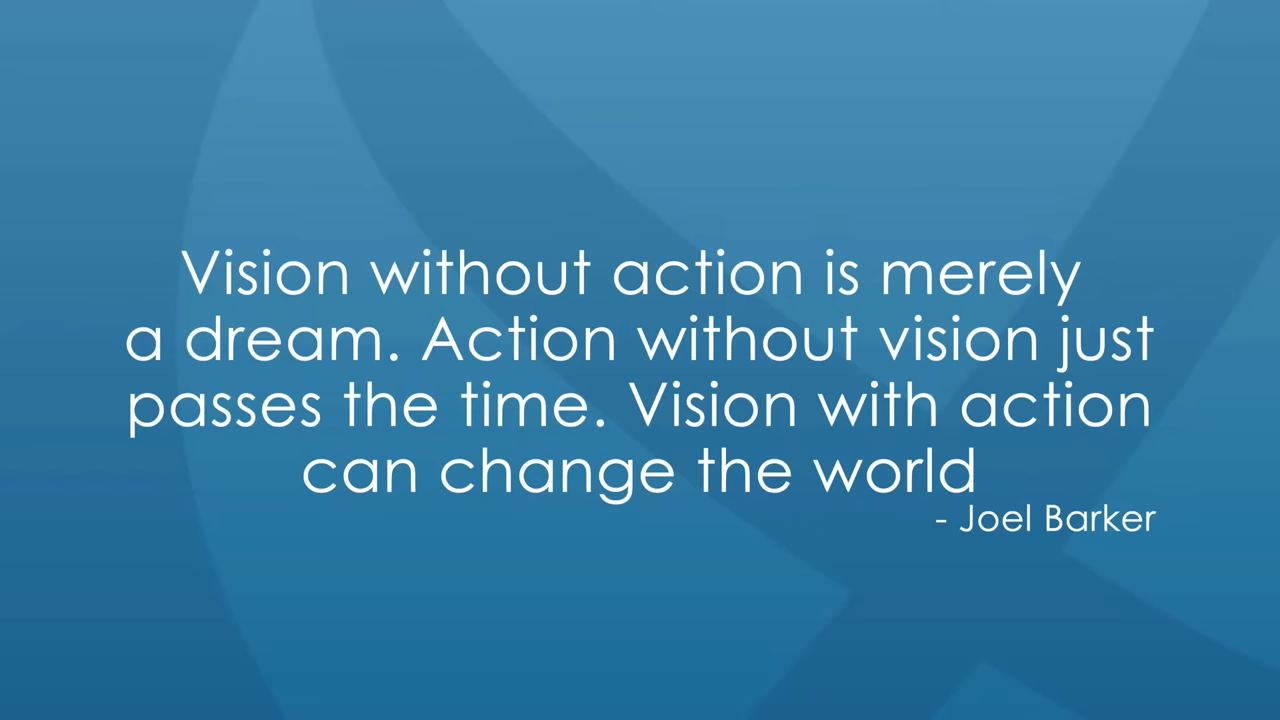 Vision without action is merely
a dream. Action without vision just
passes the time. Vision with action
can change the world
- Joel Barker